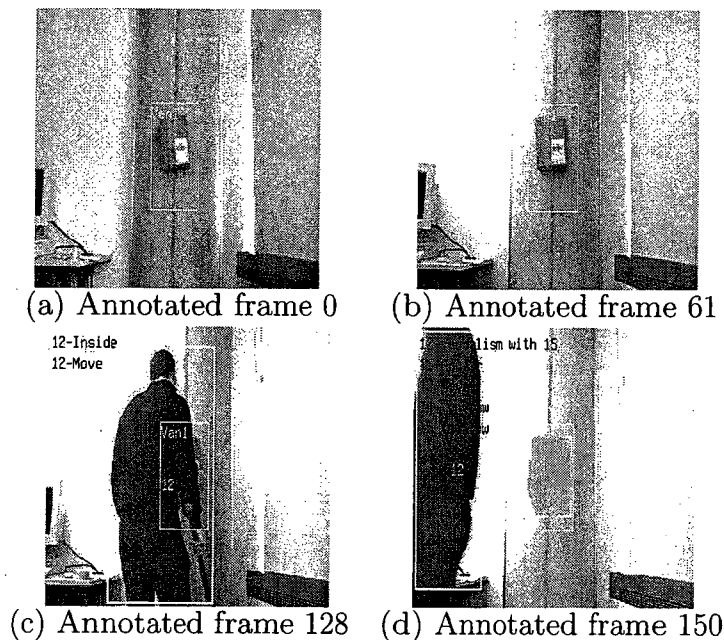 (a) Annotated frame 0
(b) Annotated frame 61
12-Inside
12-Move
Van1
12
(c) Annotated frame 128
lism with 15
12
(d) Annotated frame 150